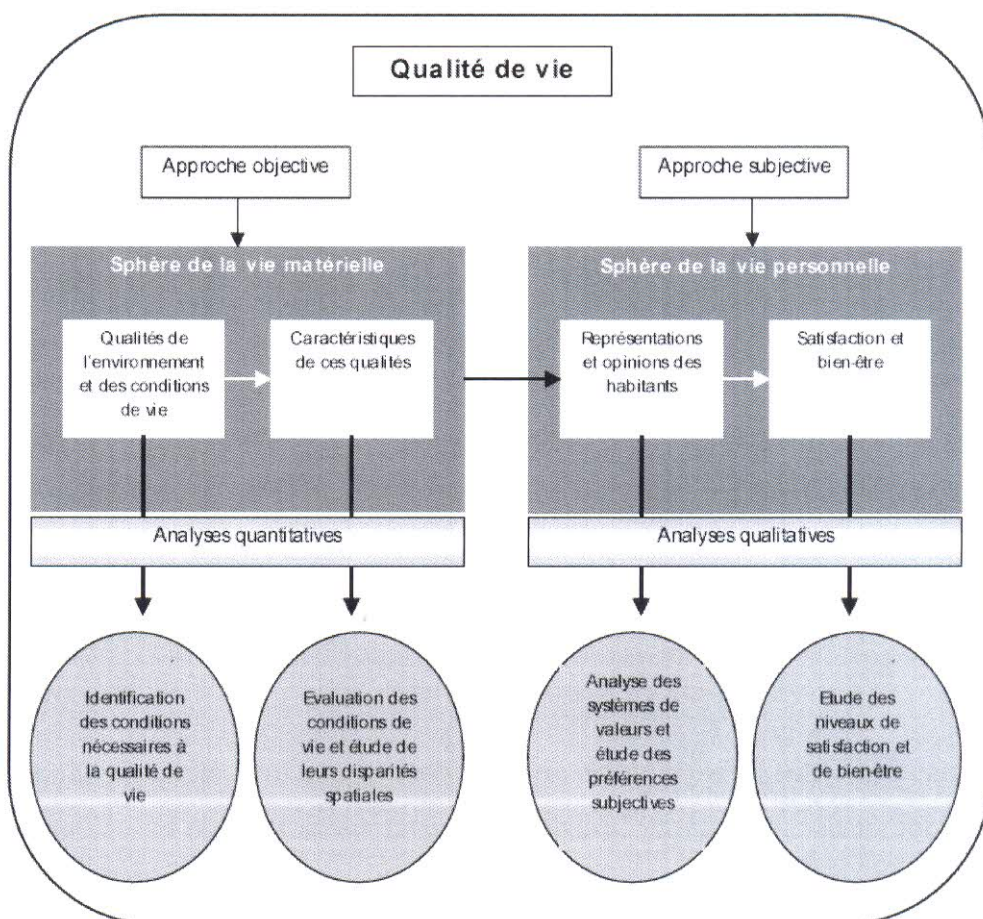 Qualité de vie
Approche objective
Approche subjective
Sphère de la vie matérielle
Sphère de la vie personnelle
Qualités de
l'environnement
et des conditions
de vie
Caractéristiques
de ces qualités
Représentations
et opinions des
habitants
Satisfaction et
bien-être
Analyses quantitatives
Analyses qualitatives
Identification
des conditions
nécessaires à
la qualité de
vie
Evaluation des
conditions de
vie et étude de
leurs disparités
spatiales
Analyse des
systèmes de
valeurs et
étude des
préférences
subjectives
Etude des
niveaux de
satisfaction et
de bien-être